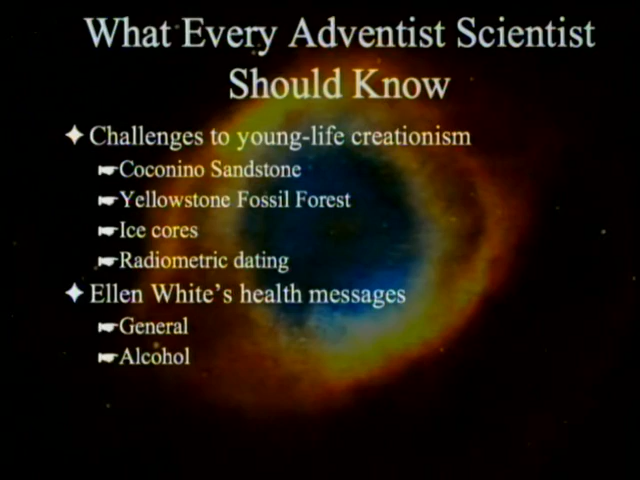 What Every Adventist Scientist
Should Know
Challenges to young-life creationism
Coconino Sandstone
Yellowstone Fossil Forest
Ice cores
Radiometric dating
Ellen White's health messages
General
Alcohol